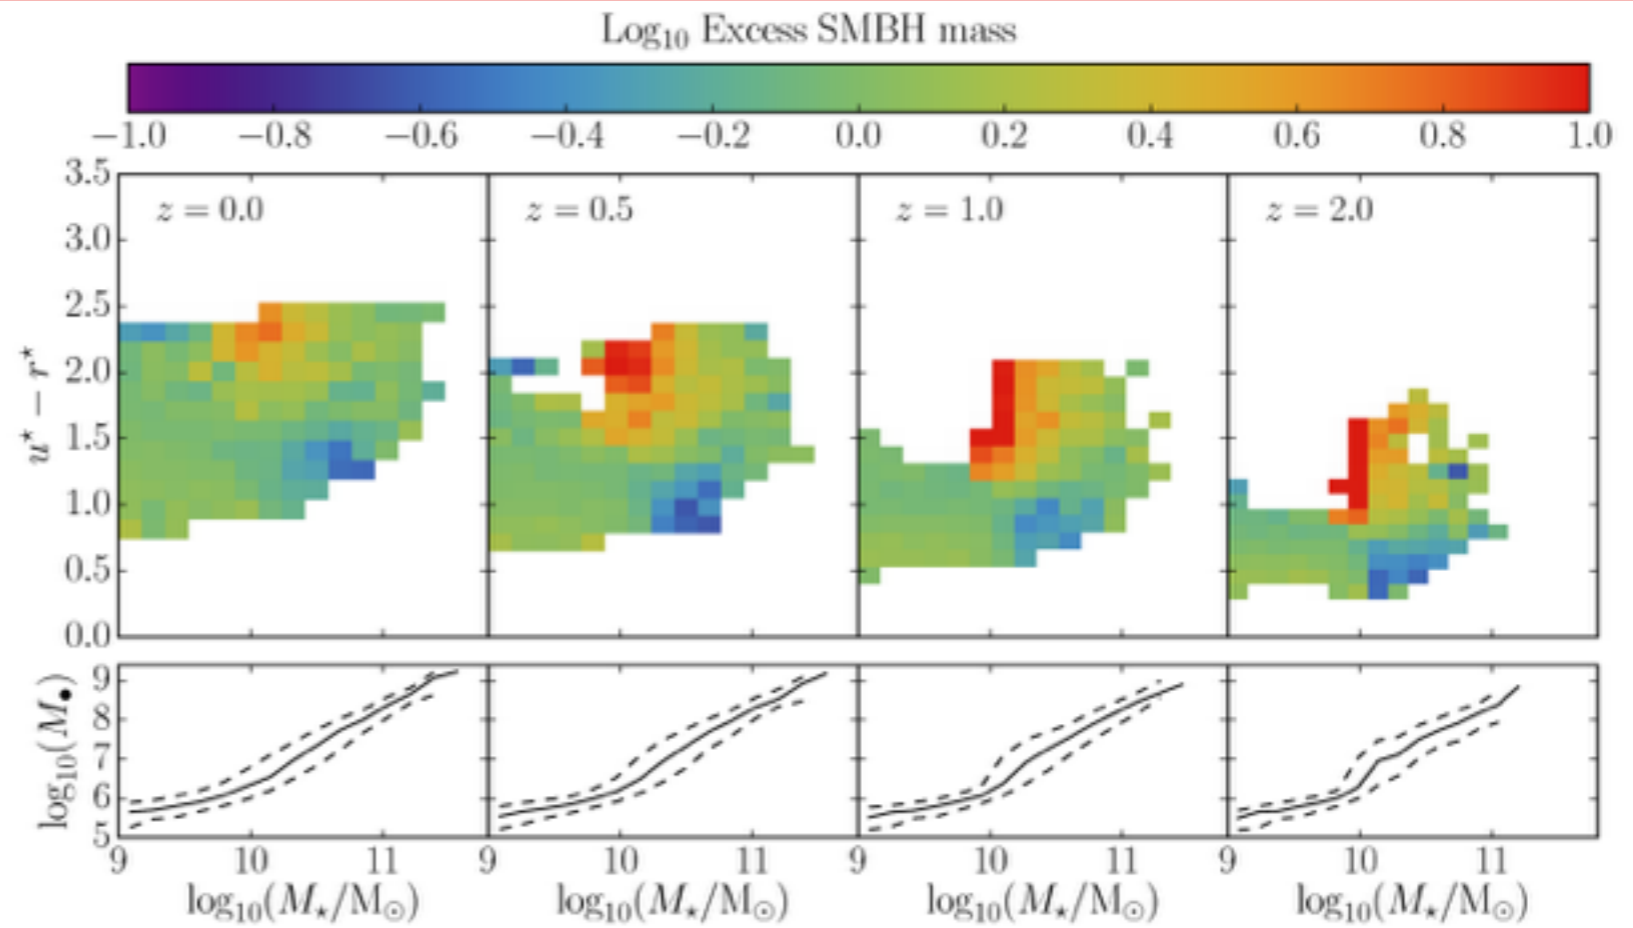 Log₁₀ Excess SMBH mass
−1.0 −0.8 −0.6 −0.4 −0.2 0.0 0.2 0.4 0.6 0.8 1.0
z = 0.0 z = 0.5 z = 1.0 z = 2.0
3.5
3.0
2.5
2.0
1.5
1.0
0.5
0.0
u* − r*
9
8
7
6
5
log₁₀(M●)
9 10 11 9 10 11 9 10 11 9 10 11
log₁₀(M⋆/M⊙) log₁₀(M⋆/M⊙) log₁₀(M⋆/M⊙) log₁₀(M⋆/M⊙)